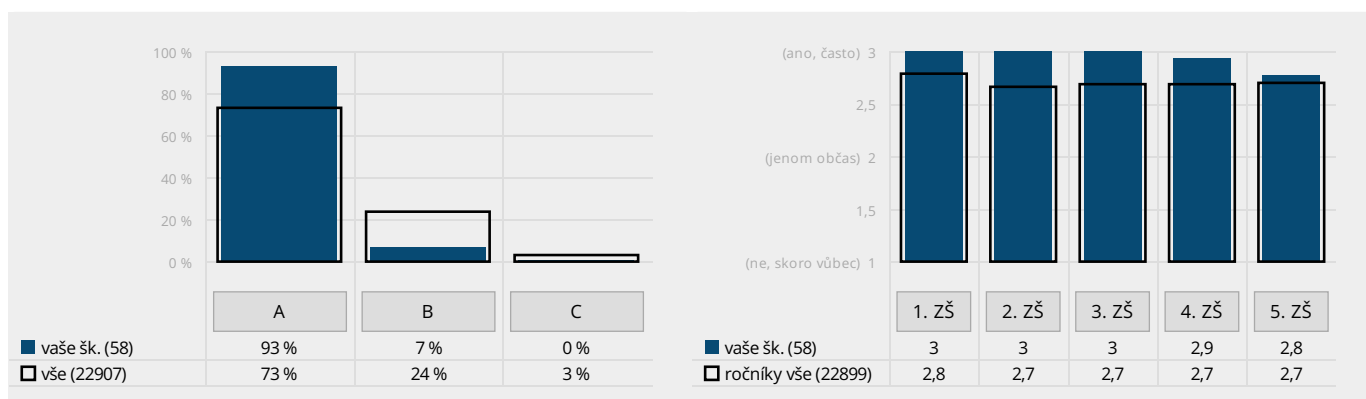 100 %
80 %
60 %
40 %
20 %
0 %
A B C
vaše šk. (58) 93 % 7 % 0 %
vše (22907) 73 % 24 % 3 %
(ano, často) 3
2,5
(jenom občas) 2
1,5
(ne, skoro vůbec) 1
1. ZŠ 2. ZŠ 3. ZŠ 4. ZŠ 5. ZŠ
vaše šk. (58) 3 3 3 2,9 2,8
ročníky vše (22899) 2,8 2,7 2,7 2,7 2,7